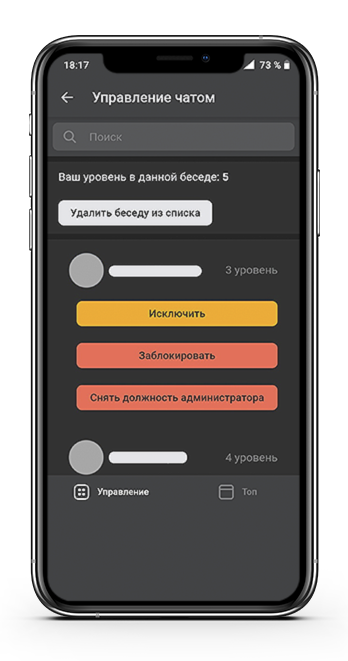 18:17
73 %
Управление чатом
Поиск
Ваш уровень в данной беседе: 5
Удалить беседу из списка
3 уровень
Исключить
Заблокировать
Снять должность администратора
4 уровень
Управление
Топ